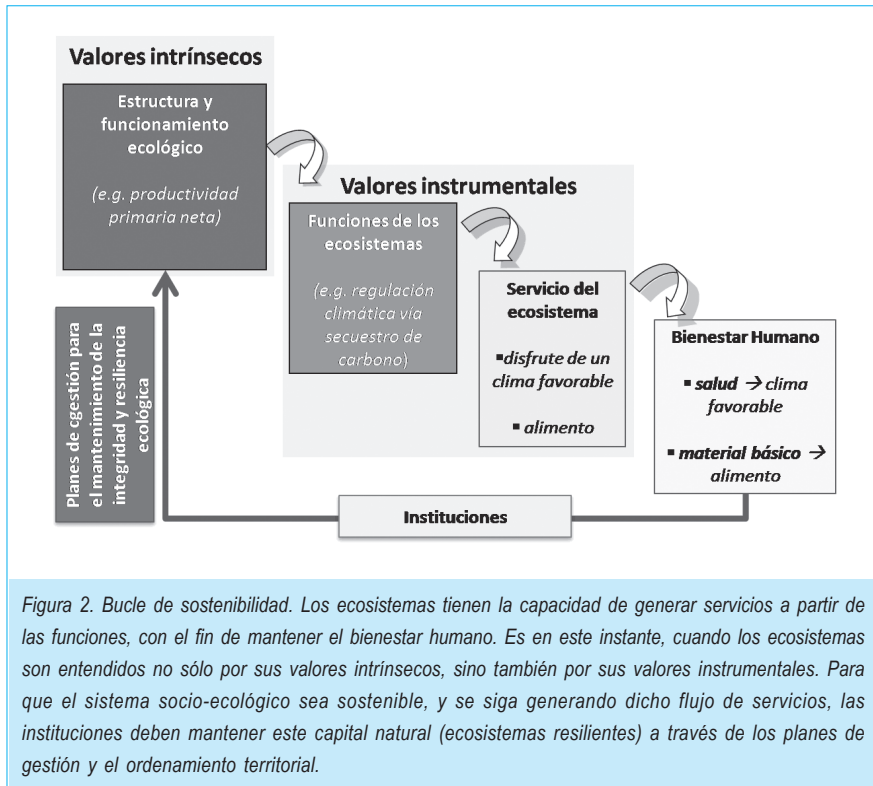 Valores intrínsecos
Estructura y
funcionamiento
ecológico
(e.g. productividad
primaria neta)
Valores instrumentales
Funciones de los
ecosistemas
(e.g. regulación
climática vía
secuestro de
carbono)
Servicio del
ecosistema
▪disfrute de un
clima favorable
▪ alimento
Bienestar Humano
▪ salud → clima
favorable
▪ material básico →
alimento
Instituciones
Planes de cgestión para
el mantenimiento de la
integridad y resiliencia
ecológica
Figura 2. Bucle de sostenibilidad. Los ecosistemas tienen la capacidad de generar servicios a partir de
las funciones, con el fin de mantener el bienestar humano. Es en este instante, cuando los ecosistemas
son entendidos no sólo por sus valores intrínsecos, sino también por sus valores instrumentales. Para
que el sistema socio-ecológico sea sostenible, y se siga generando dicho flujo de servicios, las
instituciones deben mantener este capital natural (ecosistemas resilientes) a través de los planes de
gestión y el ordenamiento territorial.